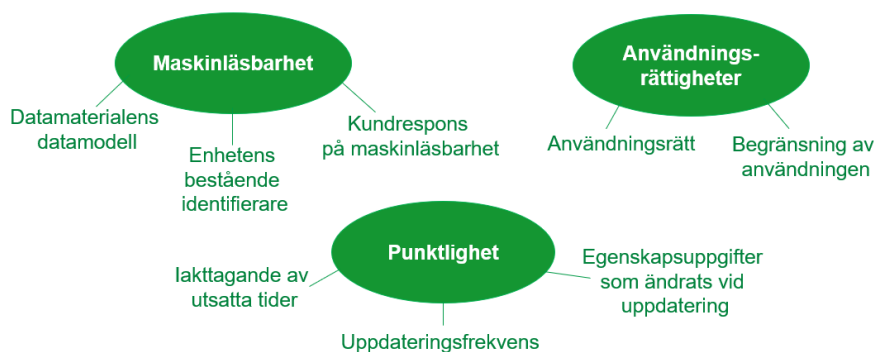 Maskinläsbarhet
Datamaterialens
datamodell
Enhetens
bestående
identifierare
Kundrespons
på maskinläsbarhet
Användnings-
rättigheter
Användningsrätt
Begränsning av
användningen
Punktlighet
Iakttagande av
utsatta tider
Uppdateringsfrekvens
Egenskapsuppgifter
som ändrats vid
uppdatering